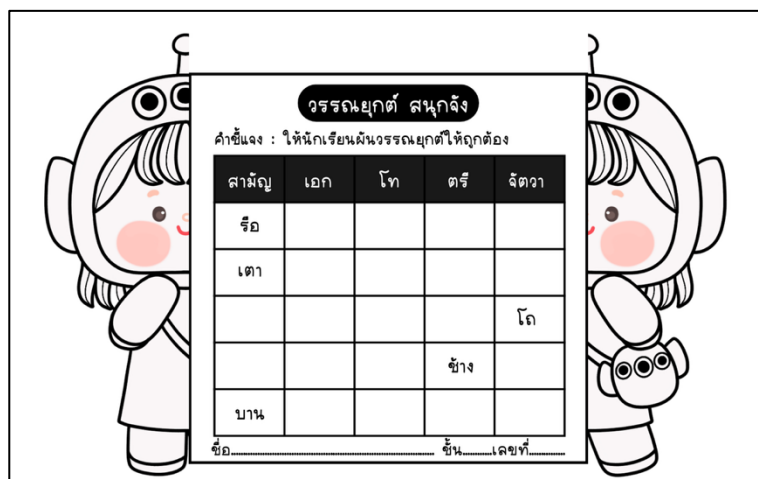 วรรณยุกต์ สนุกจัง
คำชี้แจง : ให้นักเรียนผันวรรณยุกต์ให้ถูกต้อง
สามัญ เอก โท ตรี จัตวา
รือ
เตา
โถ
ช้าง
บาน
ชื่อ.................................................... ชั้น..........เลขที่............